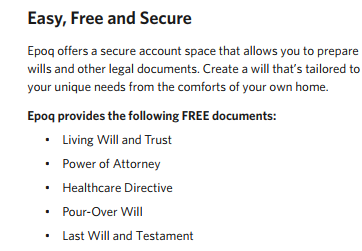 Easy, Free and Secure
Epoq offers a secure account space that allows you to prepare
wills and other legal documents. Create a will that's tailored to
your unique needs from the comforts of your own home.
Epoq provides the following FREE documents:
• Living Will and Trust
• Power of Attorney
• Healthcare Directive
• Pour-Over Will
• Last Will and Testament